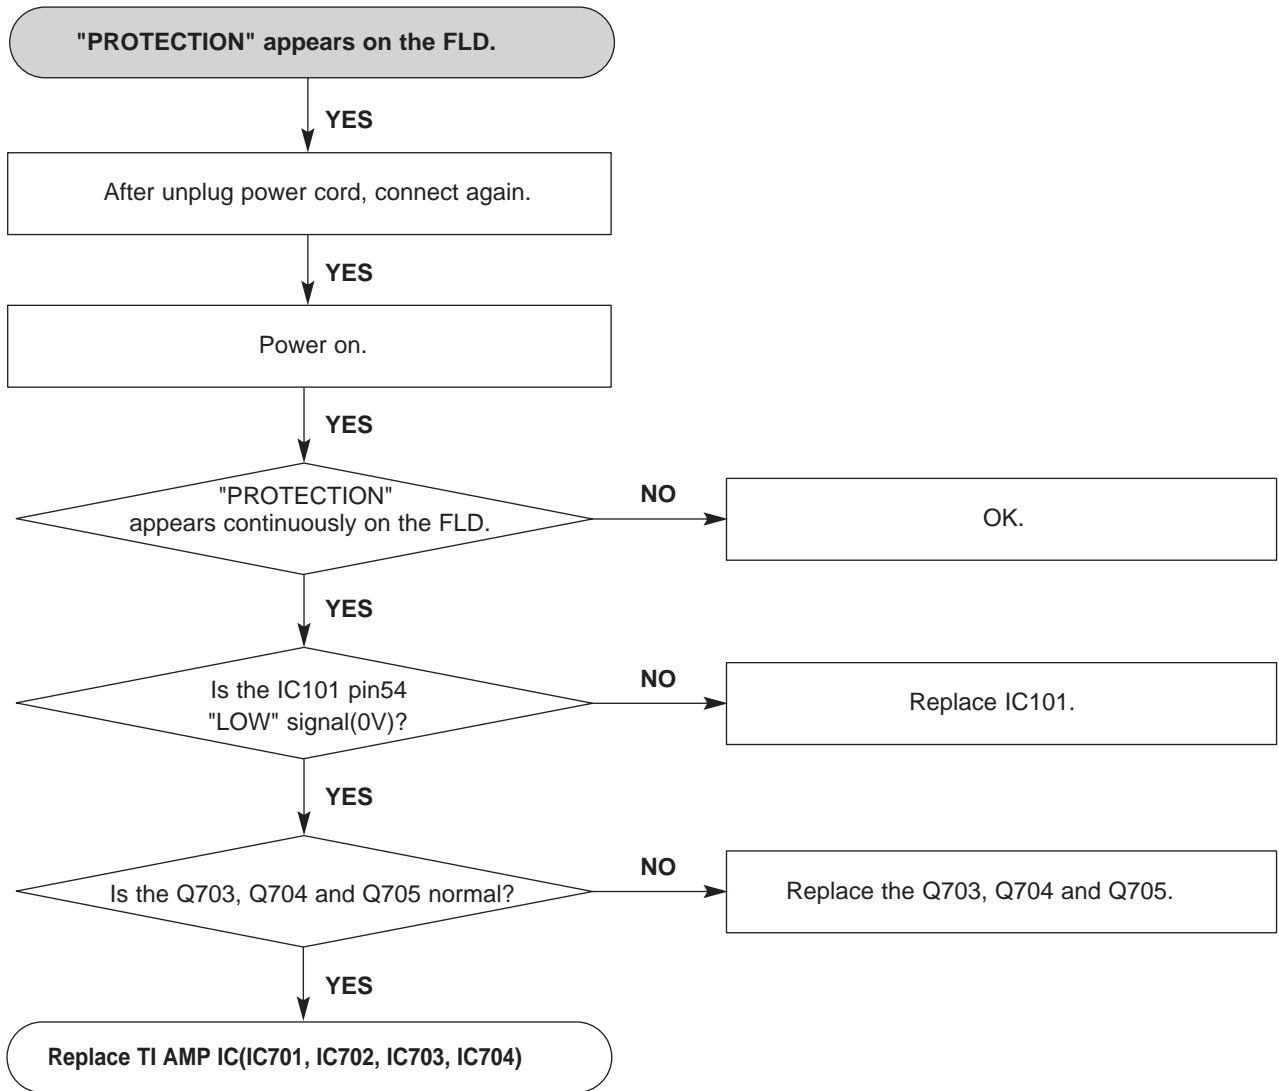 "PROTECTION" appears on the FLD.
YES
After unplug power cord, connect again.
YES
Power on.
YES
"PROTECTION"
appears continuously on the FLD.
NO
OK.
YES
Is the IC101 pin54
"LOW" signal(0V)?
NO
Replace IC101.
YES
Is the Q703, Q704 and Q705 normal?
NO
Replace the Q703, Q704 and Q705.
YES
Replace TI AMP IC(IC701, IC702, IC703, IC704)